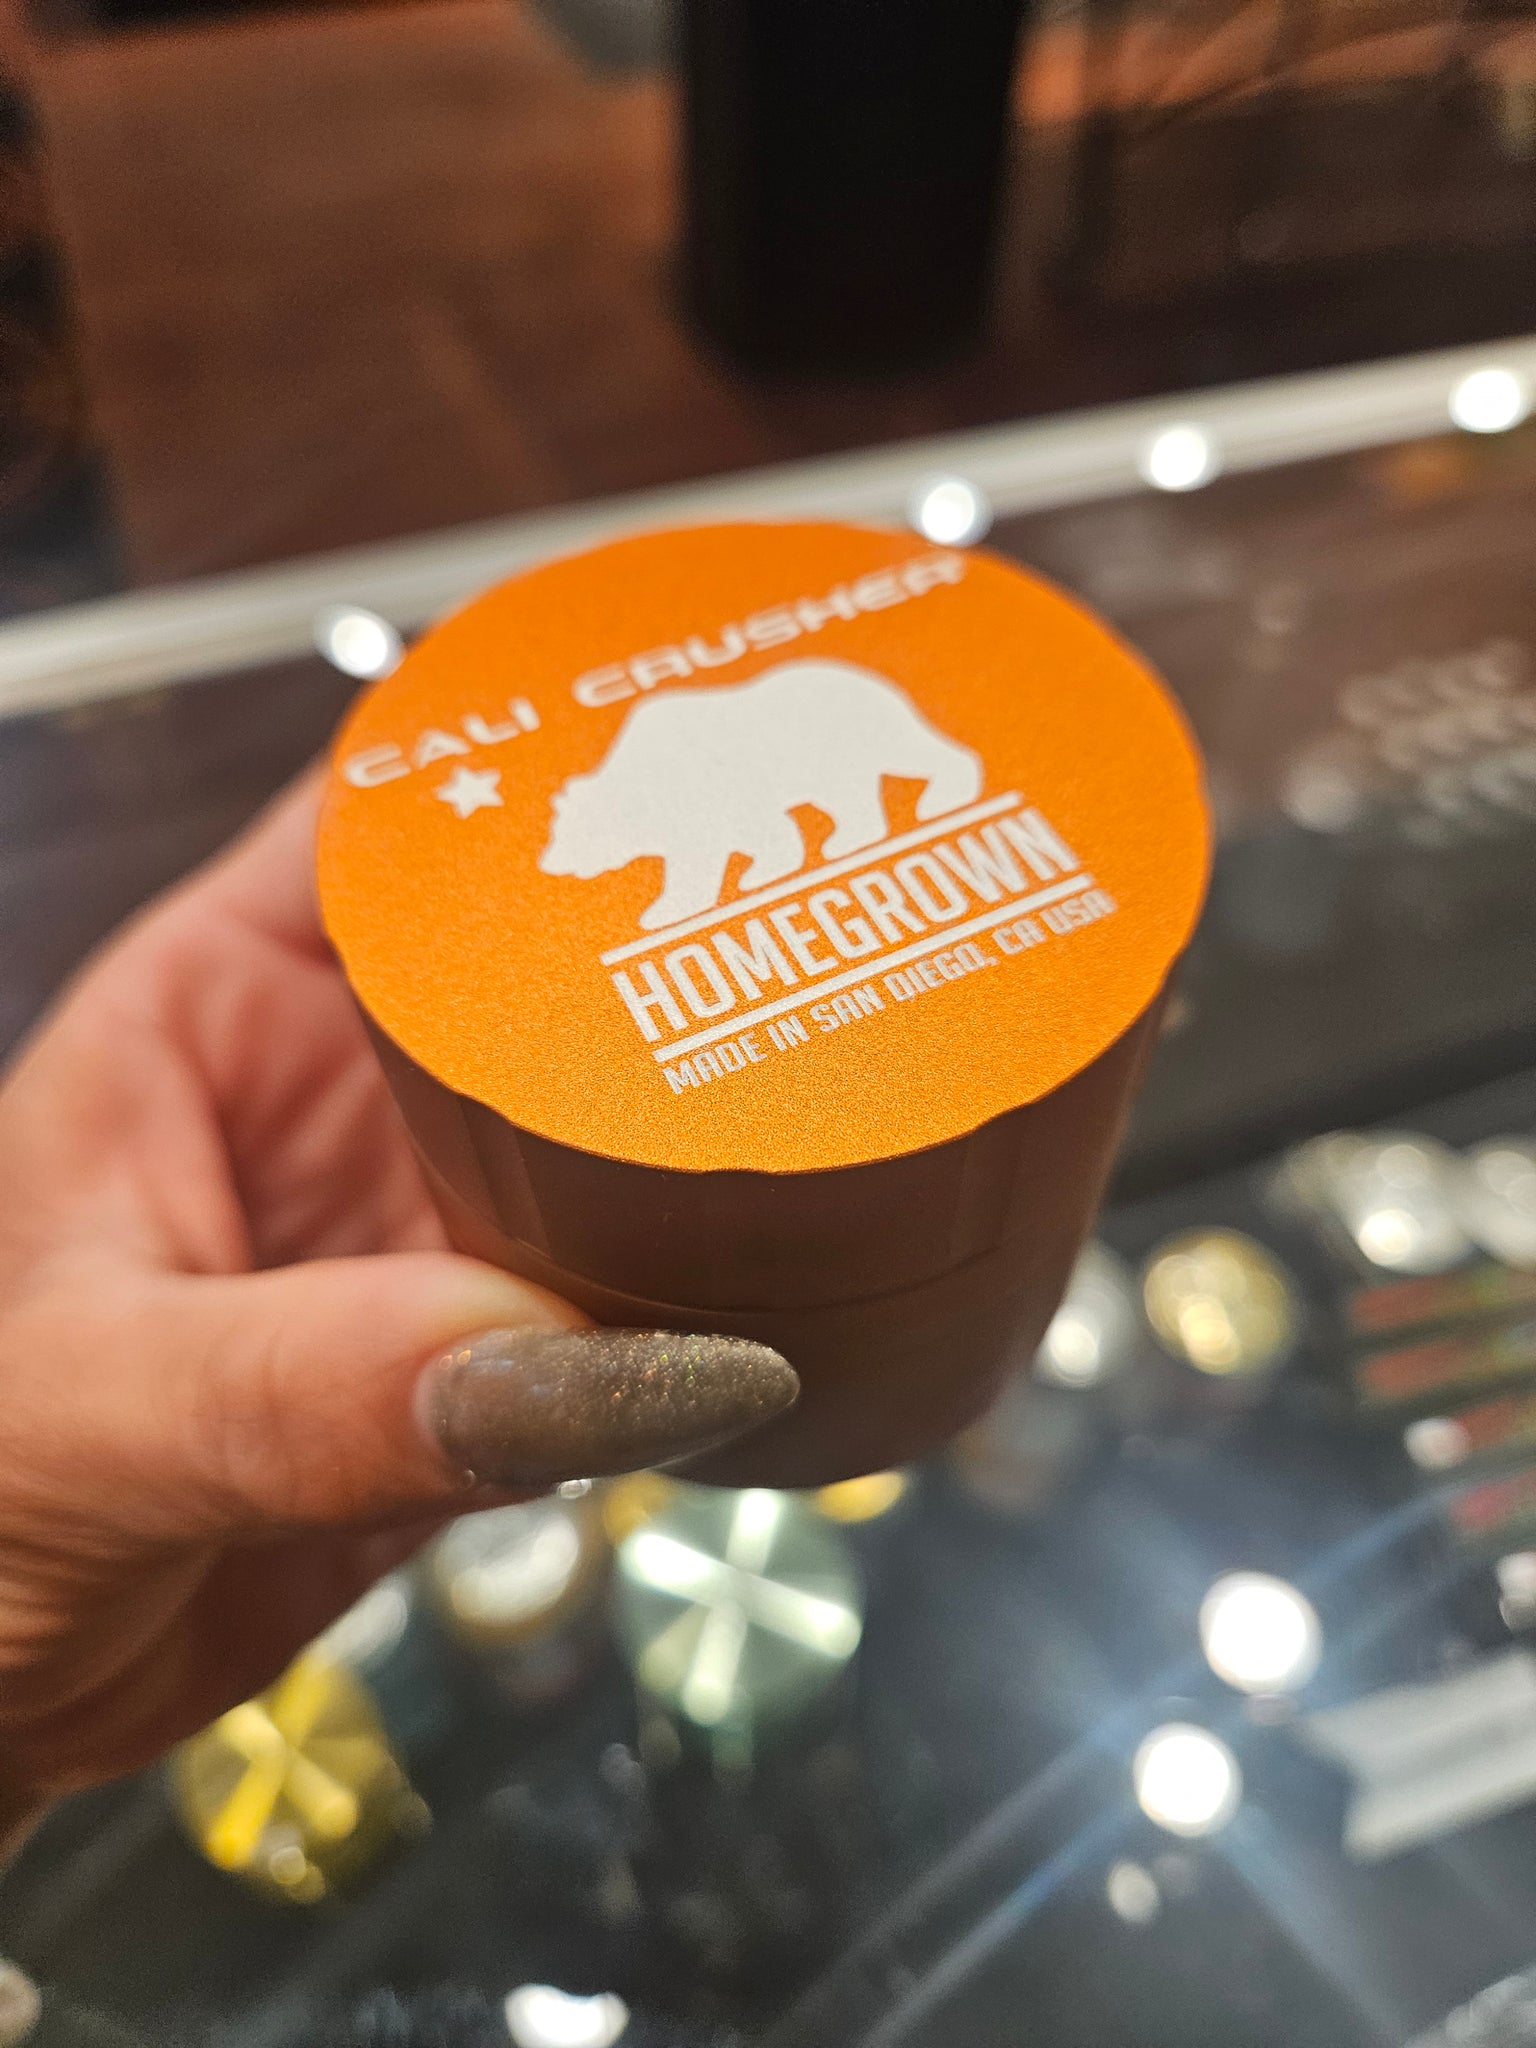 CALI CRUSHER
HOMEGROWN
MADE IN SAN DIEGO, CA USA